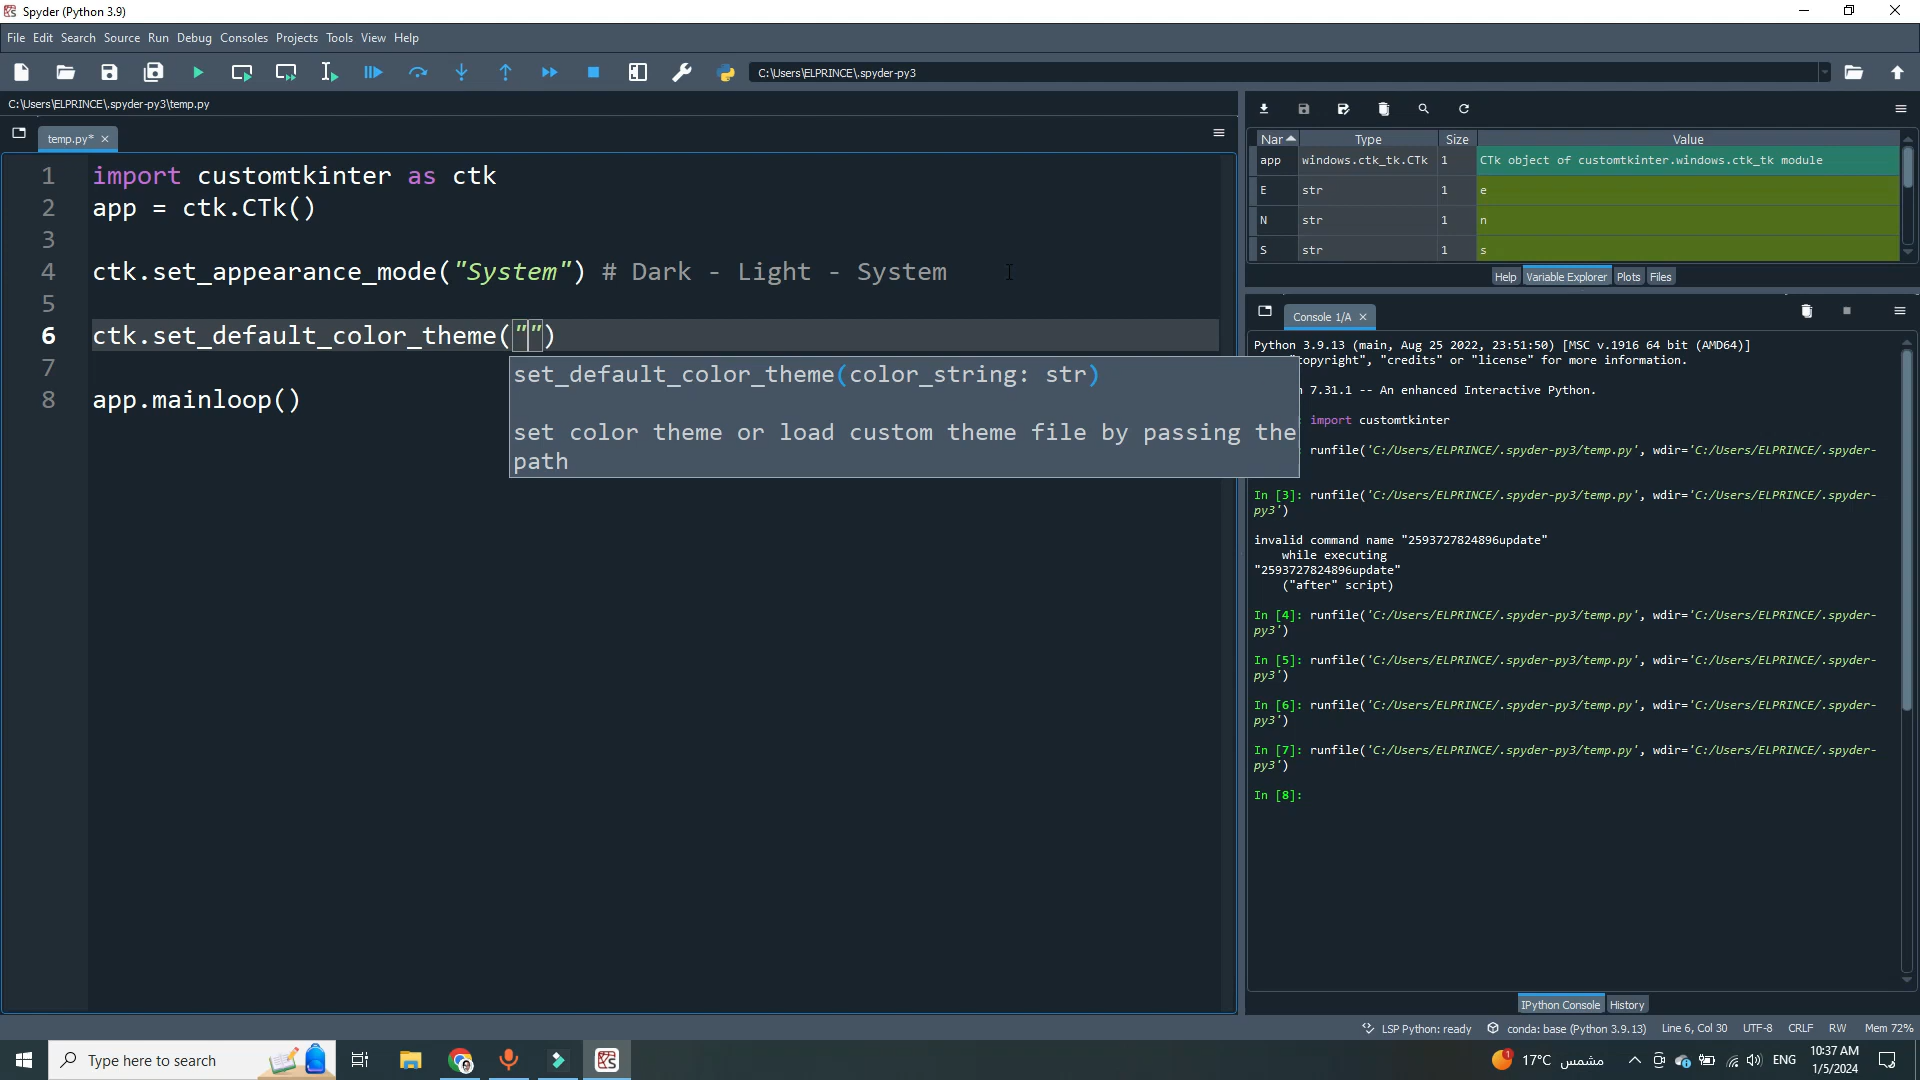 Spyder (Python 3.9)
File Edit Search Source Run Debug Consoles Projects Tools View Help
C:\Users\ELPRINCE\.spyder-py3
C:\Users\ELPRINCE\.spyder-py3\temp.py
temp.py*
1 import customtkinter as ctk
2 app = ctk.CTk()
3
4 ctk.set_appearance_mode("System") # Dark - Light - System
5
6 ctk.set_default_color_theme("")
7
8 app.mainloop()
set_default_color_theme(color_string: str)
set color theme or load custom theme file by passing the
path
Nar Type Size Value
app windows.ctk_tk.CTk 1 CTk object of customtkinter.windows.ctk_tk module
E str 1 e
N str 1 n
S str 1 s
Help Variable Explorer Plots Files
Console 1/A
Python 3.9.13 (main, Aug 25 2022, 23:51:50) [MSC v.1916 64 bit (AMD64)]
"copyright", "credits" or "license" for more information.
7.31.1 -- An enhanced Interactive Python.
import customtkinter
runfile('C:/Users/ELPRINCE/.spyder-py3/temp.py', wdir='C:/Users/ELPRINCE/.spyder-
In [3]: runfile('C:/Users/ELPRINCE/.spyder-py3/temp.py', wdir='C:/Users/ELPRINCE/.spyder-
py3')
invalid command name "2593727824896update"
while executing
"2593727824896update"
("after" script)
In [4]: runfile('C:/Users/ELPRINCE/.spyder-py3/temp.py', wdir='C:/Users/ELPRINCE/.spyder-
py3')
In [5]: runfile('C:/Users/ELPRINCE/.spyder-py3/temp.py', wdir='C:/Users/ELPRINCE/.spyder-
py3')
In [6]: runfile('C:/Users/ELPRINCE/.spyder-py3/temp.py', wdir='C:/Users/ELPRINCE/.spyder-
py3')
In [7]: runfile('C:/Users/ELPRINCE/.spyder-py3/temp.py', wdir='C:/Users/ELPRINCE/.spyder-
py3')
In [8]:
IPython Console History
LSP Python: ready conda: base (Python 3.9.13) Line 6, Col 30 UTF-8 CRLF RW Mem 72%
Type here to search
1 17°C مشمس ENG 10:37 AM
1/5/2024